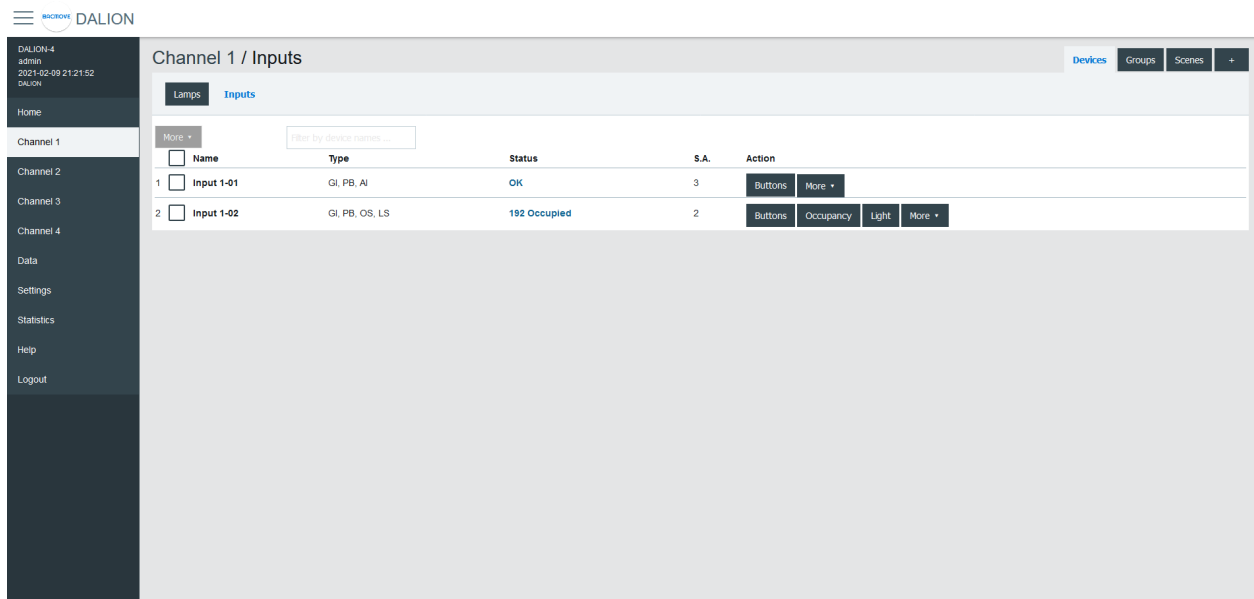 BACMOVE DALION
DALION-4
admin
2021-02-09 21:21:52
DALION
Home
Channel 1
Channel 2
Channel 3
Channel 4
Data
Settings
Statistics
Help
Logout
Channel 1 / Inputs
Devices Groups Scenes +
Lamps Inputs
More ▾ Filter by device names ...
Name Type Status S.A. Action
1 Input 1-01 GI, PB, AI OK 3 Buttons More ▾
2 Input 1-02 GI, PB, OS, LS 192 Occupied 2 Buttons Occupancy Light More ▾